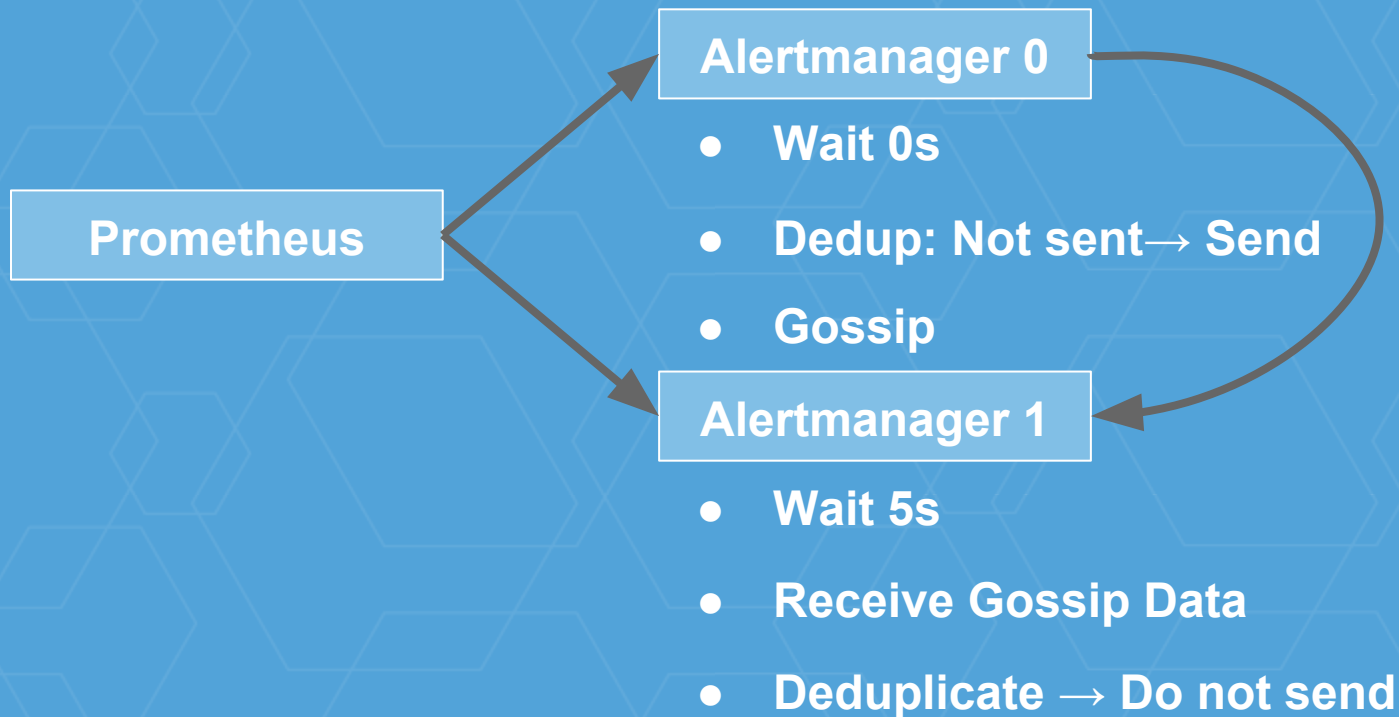 Alertmanager 0
● Wait 0s
Prometheus
● Dedup: Not sent→ Send
● Gossip
Alertmanager 1
● Wait 5s
● Receive Gossip Data
● Deduplicate → Do not send